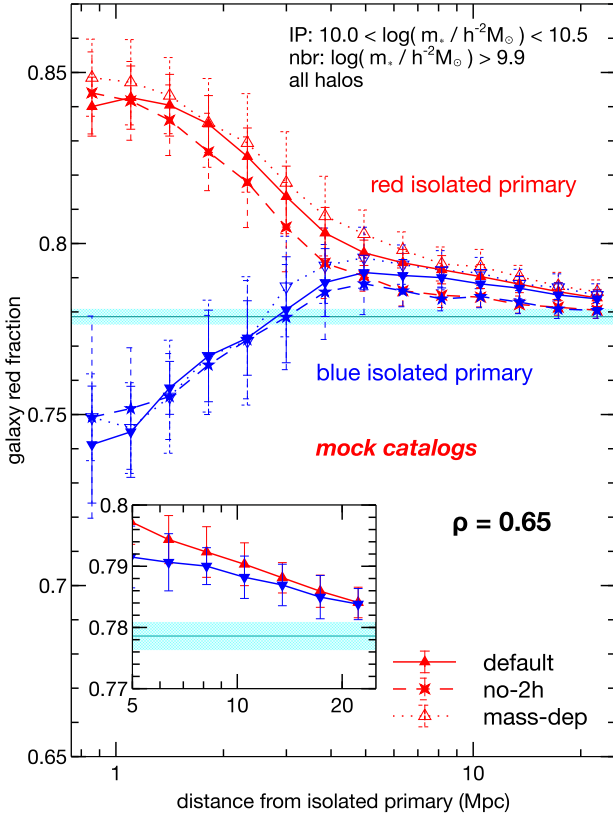 IP: 10.0 < log( m* / h⁻²M☉ ) < 10.5
nbr: log( m* / h⁻²M☉ ) > 9.9
all halos
0.85
red isolated primary
0.8
galaxy red fraction
blue isolated primary
0.75
mock catalogs
ρ = 0.65
0.8
0.79
0.78
0.77
5 10 20
0.7
default
no-2h
mass-dep
0.65
1 10
distance from isolated primary (Mpc)